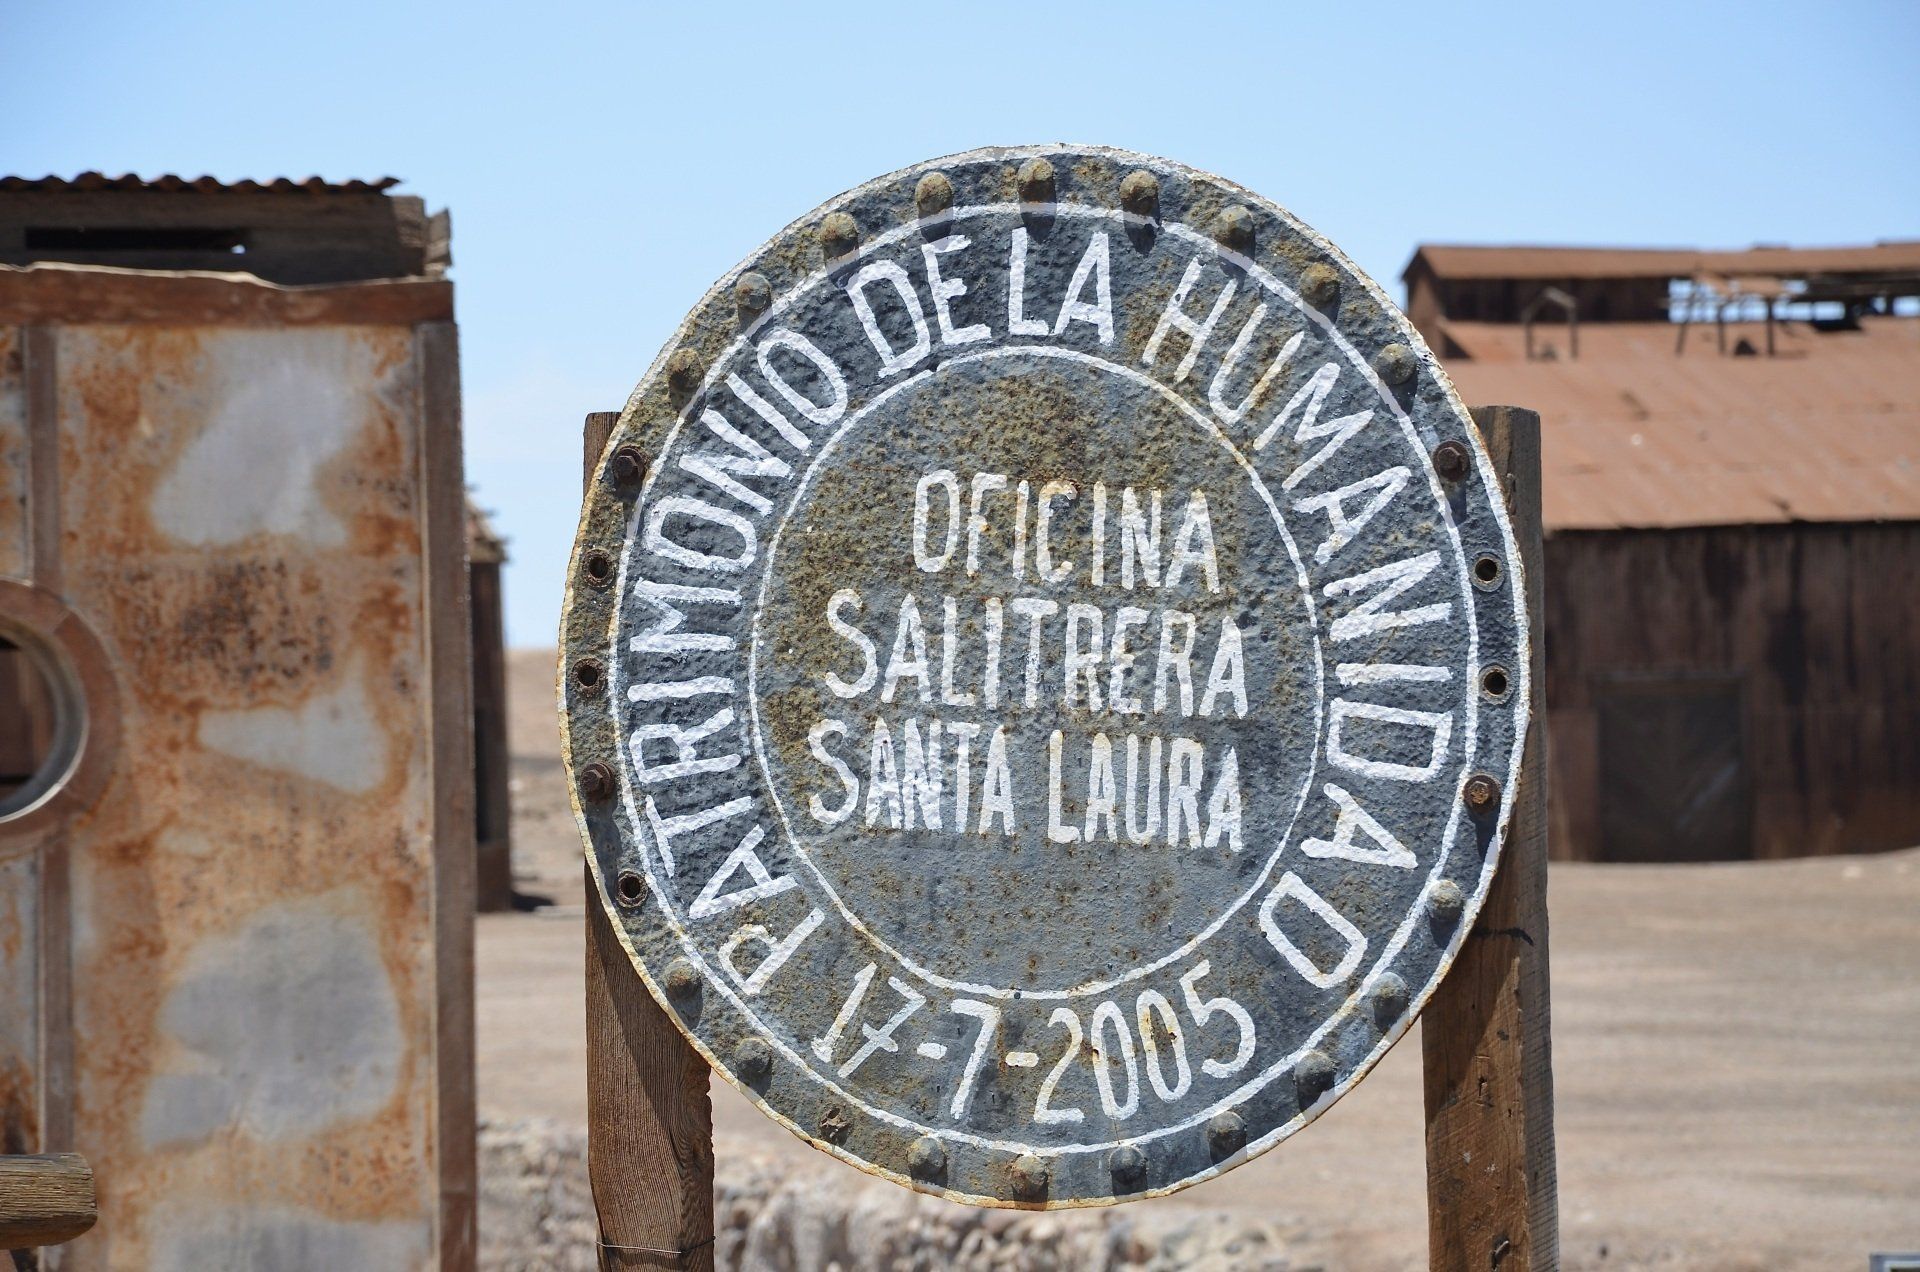 PATRIMONIO DE LA HUMANIDAD
OFICINA
SALITRERA
SANTA LAURA
17-7-2005